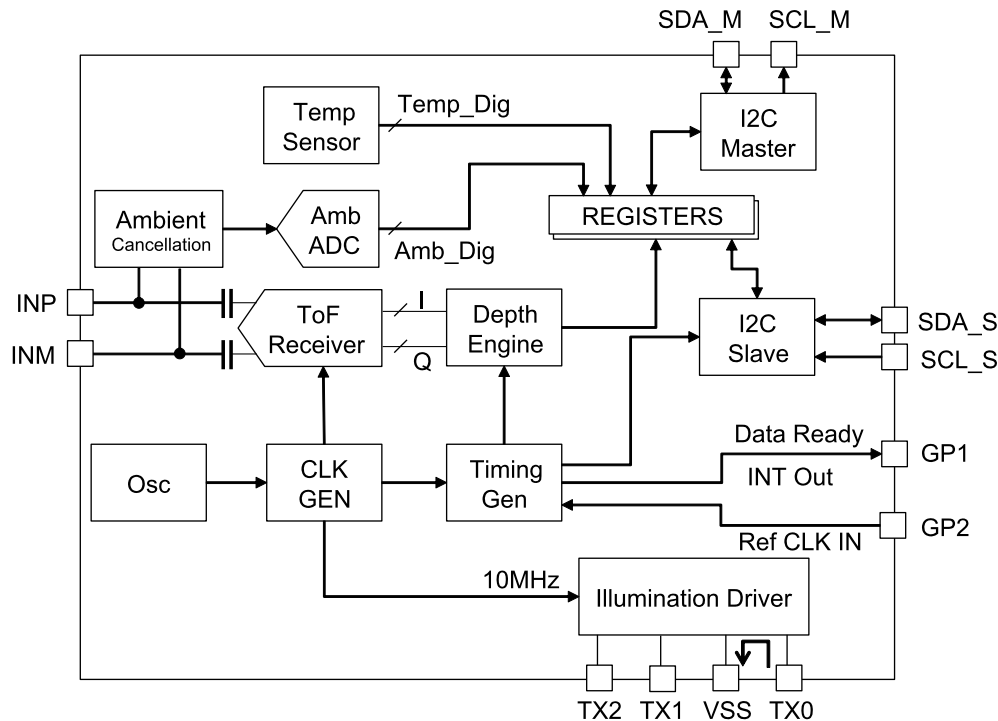 SDA_M SCL_M
Temp
Sensor
Temp_Dig
I2C
Master
Ambient
Cancellation
Amb
ADC
Amb_Dig
REGISTERS
INP
INM
ToF
Receiver
I
Q
Depth
Engine
I2C
Slave
SDA_S
SCL_S
Osc
CLK
GEN
Timing
Gen
Data Ready
INT Out
GP1
Ref CLK IN
GP2
10MHz
Illumination Driver
TX2 TX1 VSS TX0